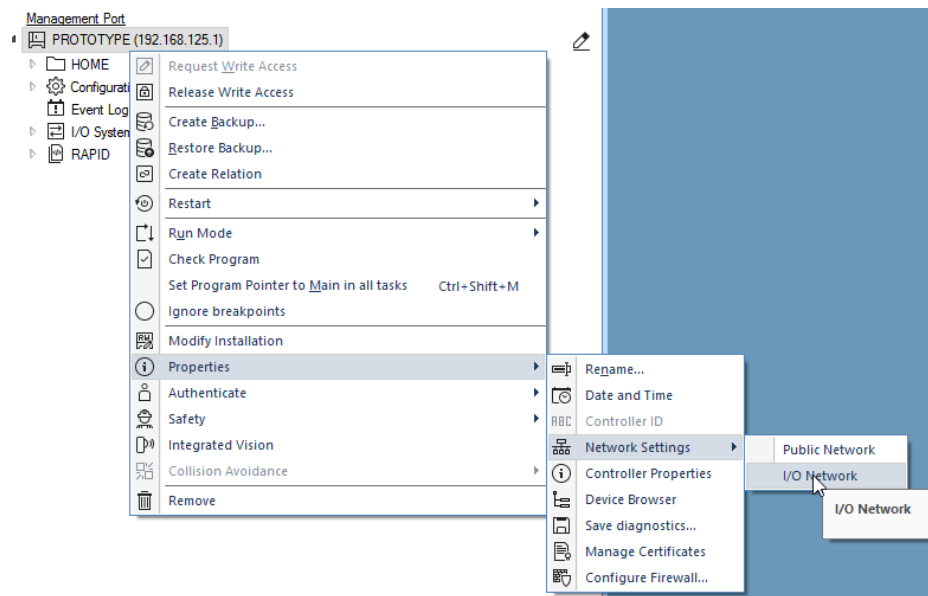 Management Port
PROTOTYPE (192.168.125.1)
HOME
Configurati
Event Log
I/O System
RAPID
Request Write Access
Release Write Access
Create Backup...
Restore Backup...
Create Relation
Restart
Run Mode
Check Program
Set Program Pointer to Main in all tasks Ctrl+Shift+M
Ignore breakpoints
Modify Installation
Properties
Authenticate
Safety
Integrated Vision
Collision Avoidance
Remove
Rename...
Date and Time
ABC Controller ID
Network Settings
Controller Properties
Device Browser
Save diagnostics...
Manage Certificates
Configure Firewall...
Public Network
I/O Network
I/O Network